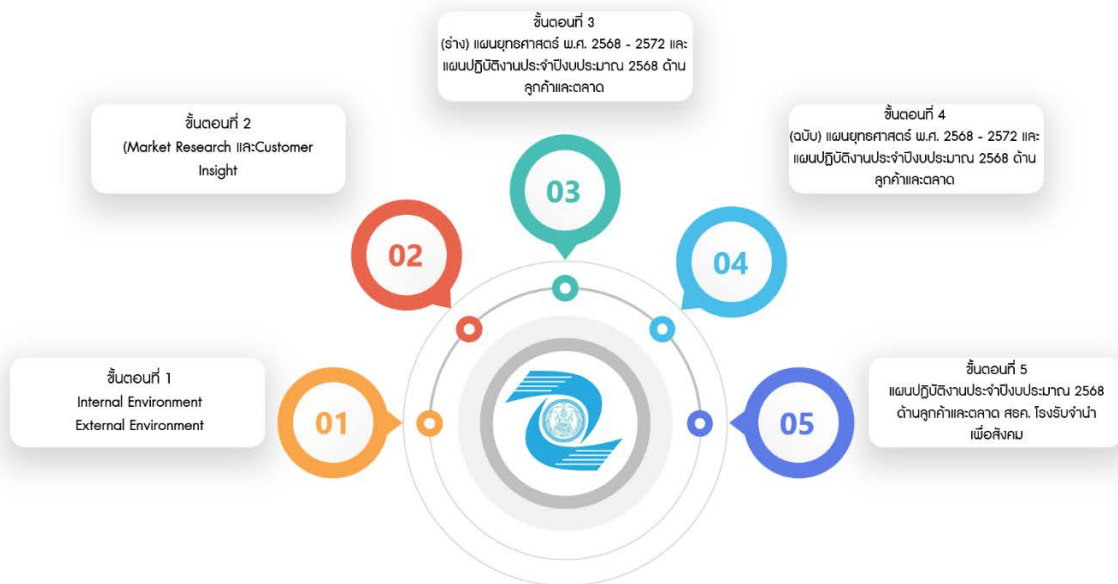 ขั้นตอนที่ 1
Internal Environment
External Environment
01
ขั้นตอนที่ 2
(Market Research และCustomer
Insight
02
ขั้นตอนที่ 3
(ร่าง) แผนยุทธศาสตร์ พ.ศ. 2568 - 2572 และ
แผนปฏิบัติงานประจำปีงบประมาณ 2568 ด้าน
ลูกค้าและตลาด
03
ขั้นตอนที่ 4
(ฉบับ) แผนยุทธศาสตร์ พ.ศ. 2568 - 2572 และ
แผนปฏิบัติงานประจำปีงบประมาณ 2568 ด้าน
ลูกค้าและตลาด
04
ขั้นตอนที่ 5
แผนปฏิบัติงานประจำปีงบประมาณ 2568
ด้านลูกค้าและตลาด สธค. โรงรับจำนำ
เพื่อสังคม
05